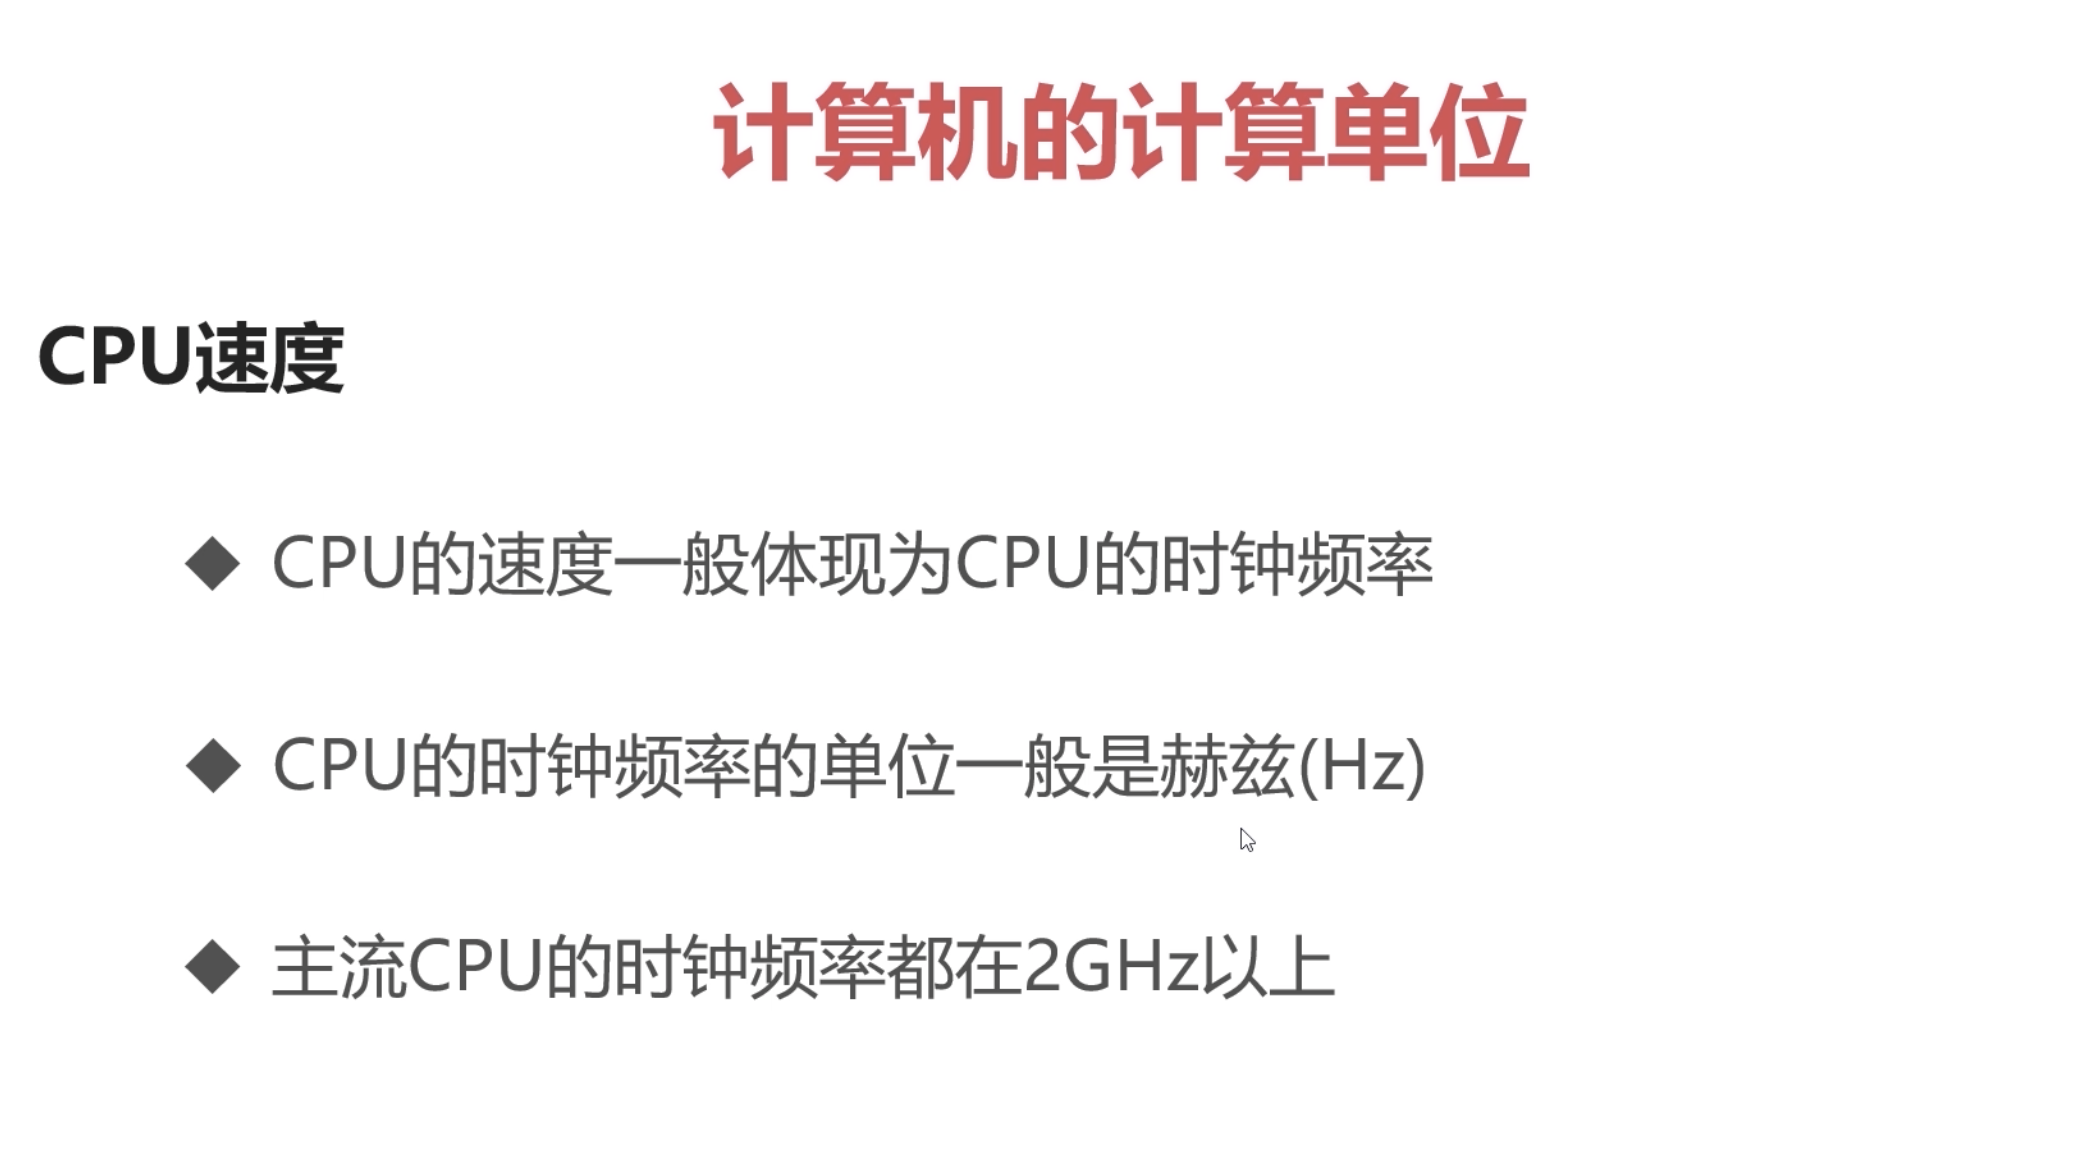 计算机的计算单位
CPU速度
◆ CPU的速度一般体现为CPU的时钟频率
◆ CPU的时钟频率的单位一般是赫兹(Hz)
◆ 主流CPU的时钟频率都在2GHz以上